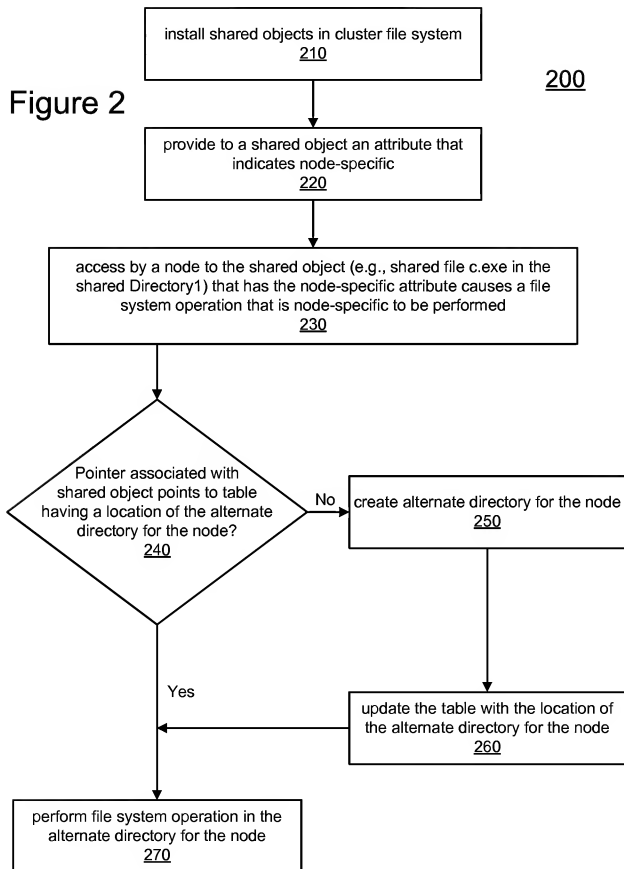 install shared objects in cluster file system
210
Figure 2
200
provide to a shared object an attribute that
indicates node-specific
220
access by a node to the shared object (e.g., shared file c.exe in the
shared Directory1) that has the node-specific attribute causes a file
system operation that is node-specific to be performed
230
Pointer associated with
shared object points to table
having a location of the alternate
directory for the node?
240
No
create alternate directory for the node
250
Yes
update the table with the location of
the alternate directory for the node
260
perform file system operation in the
alternate directory for the node
270